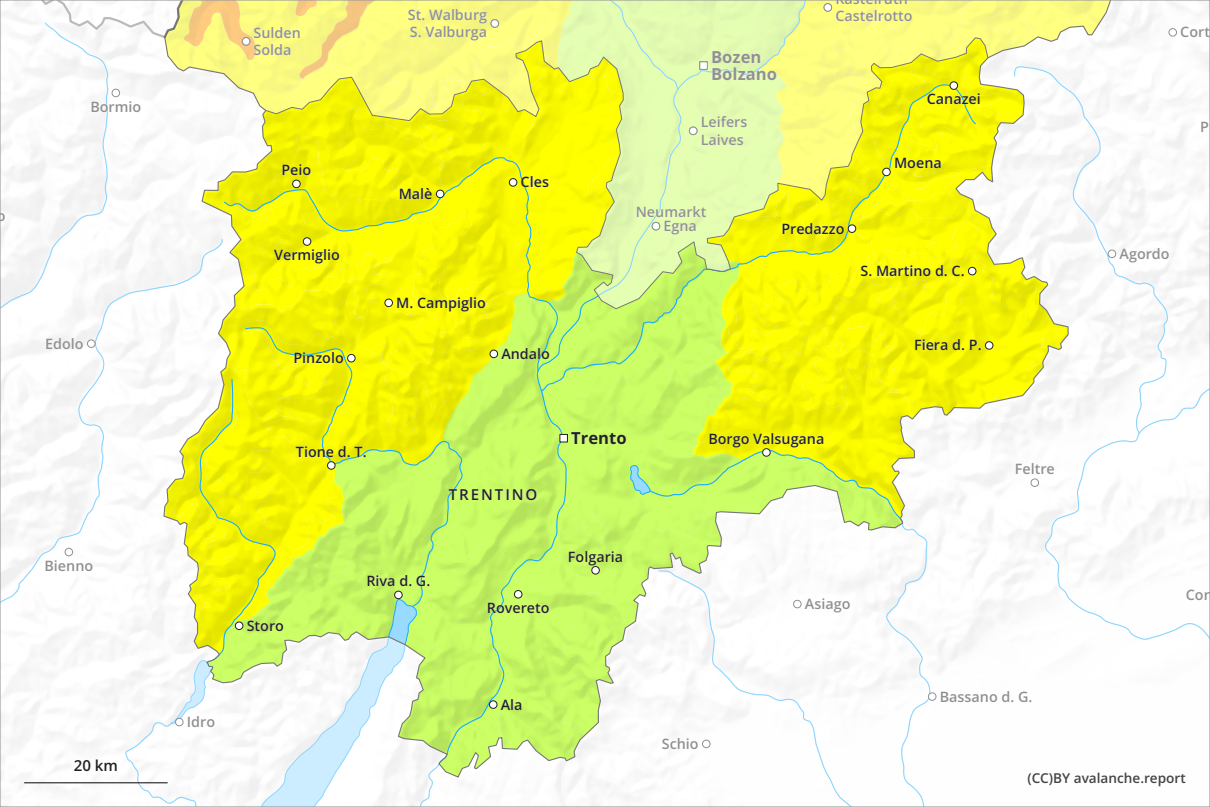 Kastelruth
Castelrotto
St. Walburg
S. Valburga
Sulden
Solda
Cort
Bozen
Bolzano
Bormio
Canazei
Leifers
Laives
P
Moena
Peio
Malè
Cles
Neumarkt
Egna
Predazzo
Vermiglio
Agordo
S. Martino d. C.
M. Campiglio
Edolo
Pinzolo
Andalo
Fiera d. P.
Trento
Borgo Valsugana
Tione d. T.
Feltre
TRENTINO
Bienno
Folgaria
Riva d. G.
Cor
Asiago
Rovereto
Storo
Bassano d. G.
Ala
Idro
Schio
20 km
(CC)BY avalanche.report